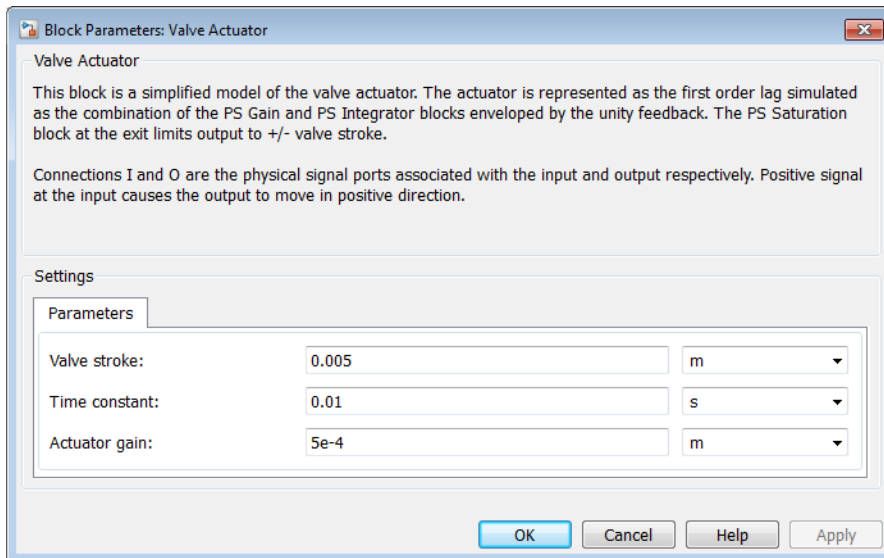 Block Parameters: Valve Actuator
Valve Actuator
This block is a simplified model of the valve actuator. The actuator is represented as the first order lag simulated
as the combination of the PS Gain and PS Integrator blocks enveloped by the unity feedback. The PS Saturation
block at the exit limits output to +/- valve stroke.
Connections I and O are the physical signal ports associated with the input and output respectively. Positive signal
at the input causes the output to move in positive direction.
Settings
Parameters
Valve stroke: 0.005 m
Time constant: 0.01 s
Actuator gain: 5e-4 m
OK Cancel Help Apply